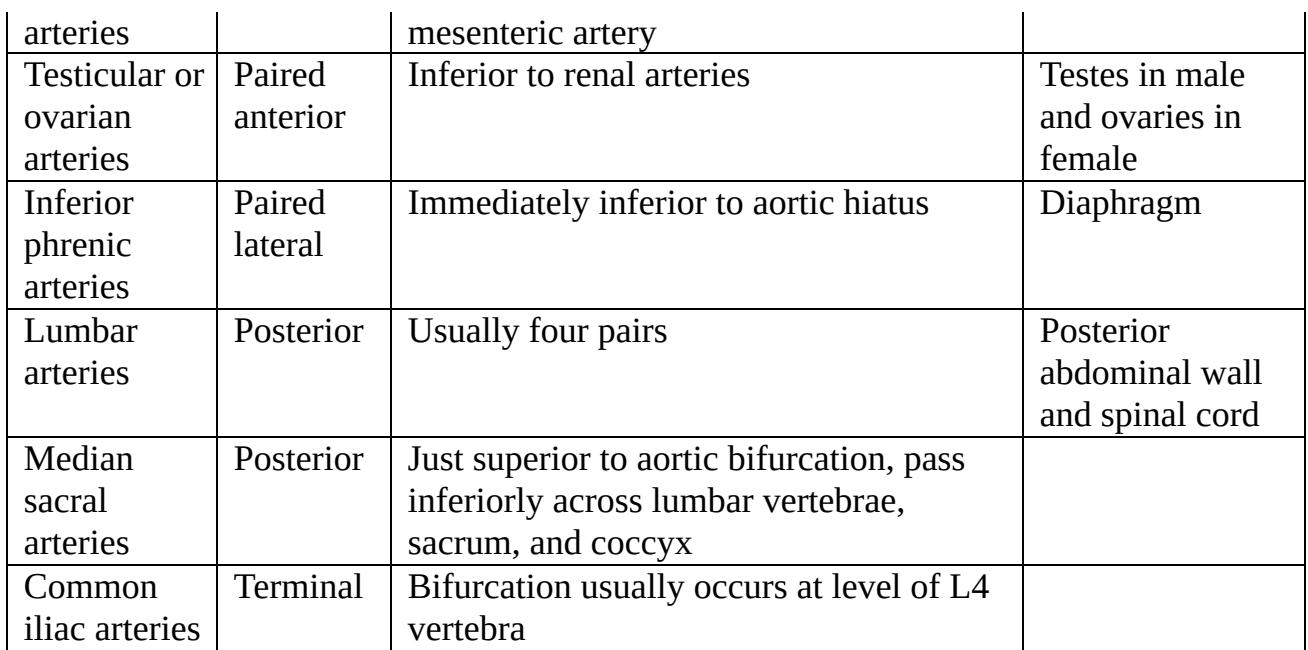 arteries mesenteric artery
Testicular or Paired Inferior to renal arteries Testes in male
ovarian anterior and ovaries in
arteries female
Inferior Paired Immediately inferior to aortic hiatus Diaphragm
phrenic lateral
arteries
Lumbar Posterior Usually four pairs Posterior
arteries abdominal wall
and spinal cord
Median Posterior Just superior to aortic bifurcation, pass
sacral inferiorly across lumbar vertebrae,
arteries sacrum, and coccyx
Common Terminal Bifurcation usually occurs at level of L4
iliac arteries vertebra